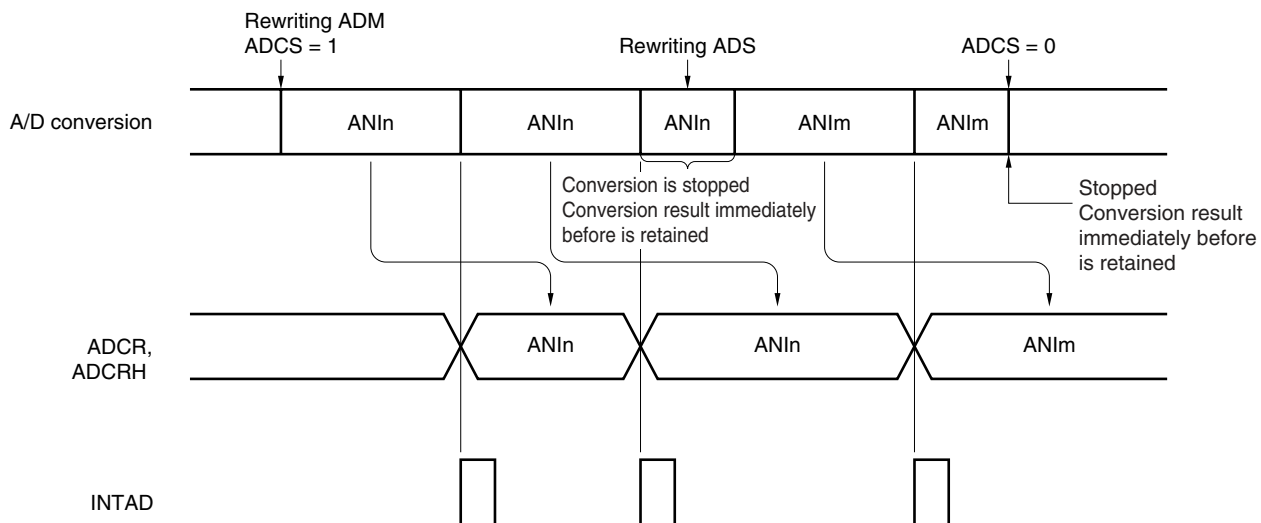 Rewriting ADM
ADCS = 1
Rewriting ADS
ADCS = 0
A/D conversion
ANIn
ANIn
ANIn
ANIm
ANIm
Conversion is stopped
Conversion result immediately
before is retained
Stopped
Conversion result
immediately before
is retained
ADCR,
ADCRH
ANIn
ANIn
ANIm
INTAD